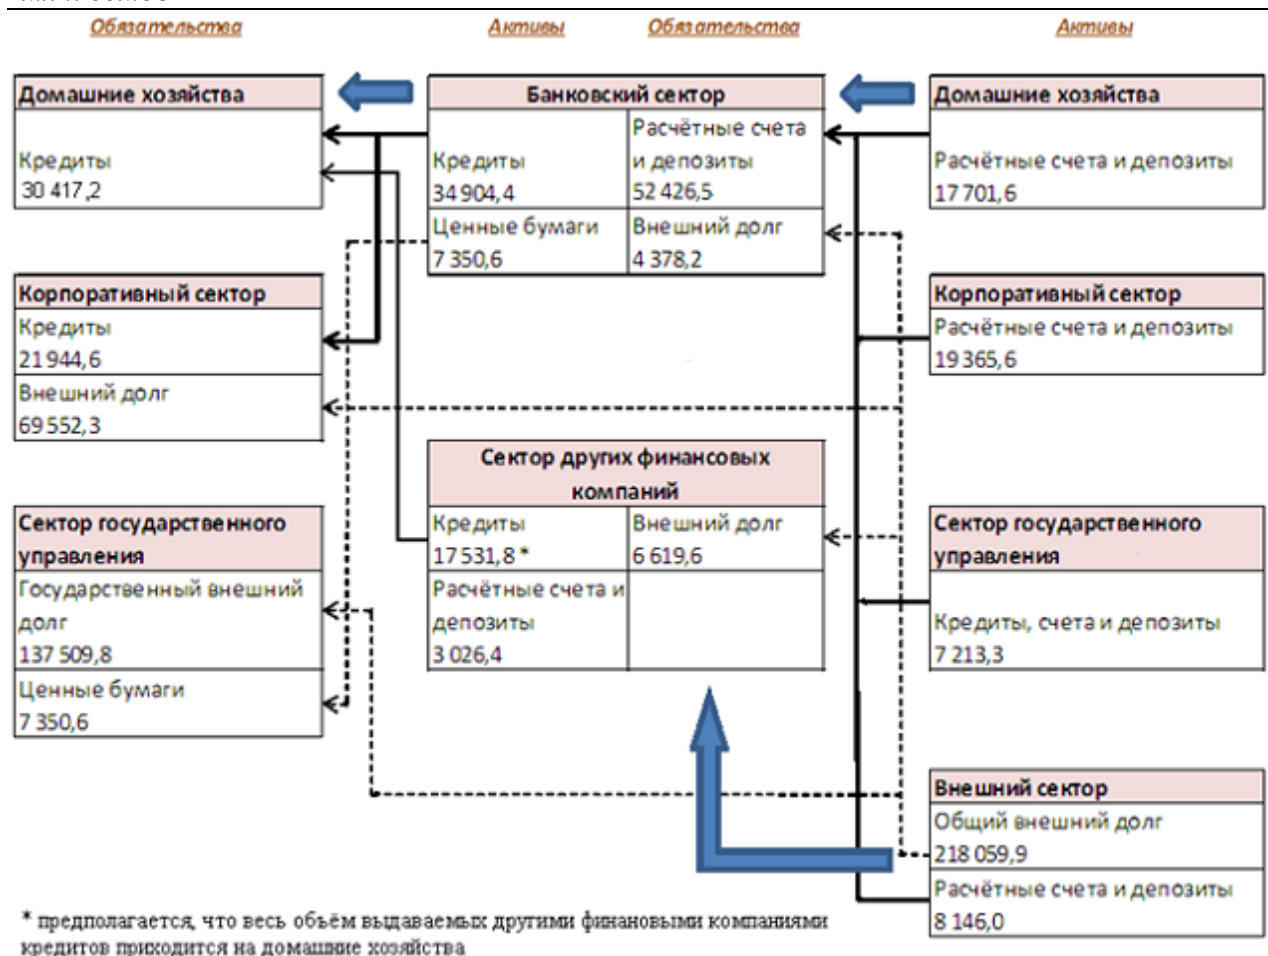 Обязательства
Активы
Обязательства
Активы
Домашние хозяйства
Кредиты
30 417,2
Корпоративный сектор
Кредиты
21 944,6
Внешний долг
69 552,3
Сектор государственного
управления
Государственный внешний
долг
137 509,8
Ценные бумаги
7 350,6
Банковский сектор
Кредиты
34 904,4
Расчётные счета
и депозиты
52 426,5
Ценные бумаги
7 350,6
Внешний долг
4 378,2
Сектор других финансовых
компаний
Кредиты
17 531,8 *
Внешний долг
6 619,6
Расчётные счета и
депозиты
3 026,4
Домашние хозяйства
Расчётные счета и депозиты
17 701,6
Корпоративный сектор
Расчётные счета и депозиты
19 365,6
Сектор государственного
управления
Кредиты, счета и депозиты
7 213,3
Внешний сектор
Общий внешний долг
218 059,9
Расчётные счета и депозиты
8 146,0
* предполагается, что весь объём выдаваемых другими финановыми компаниями
кредитов приходится на домашние хозяйства